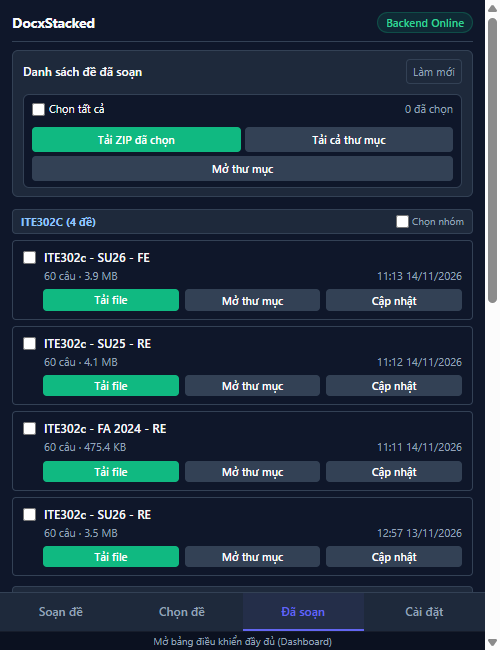 DocxStacked
Backend Online
Danh sách đề đã soạn
Làm mới
Chọn tất cả
0 đã chọn
Tải ZIP đã chọn
Tải cả thư mục
Mở thư mục
ITE302C (4 đề)
Chọn nhóm
ITE302c - SU26 - FE
60 câu · 3.9 MB
11:13 14/11/2026
Tải file
Mở thư mục
Cập nhật
ITE302c - SU25 - RE
60 câu · 4.1 MB
11:12 14/11/2026
Tải file
Mở thư mục
Cập nhật
ITE302c - FA 2024 - RE
60 câu · 475.4 KB
11:11 14/11/2026
Tải file
Mở thư mục
Cập nhật
ITE302c - SU26 - RE
60 câu · 3.5 MB
12:57 13/11/2026
Tải file
Mở thư mục
Cập nhật
Soạn đề
Chọn đề
Đã soạn
Cài đặt
Mở bảng điều khiển đầy đủ (Dashboard)